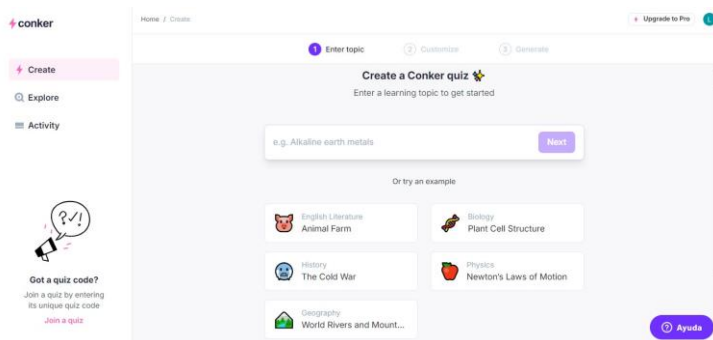 conker
Home / Create
Upgrade to Pro
L
1 Enter topic
2 Customize
3 Generate
Create
Explore
Activity
Create a Conker quiz
Enter a learning topic to get started
e.g. Alkaline earth metals
Next
Or try an example
English Literature
Animal Farm
Biology
Plant Cell Structure
History
The Cold War
Physics
Newton's Laws of Motion
Geography
World Rivers and Mount...
?✓!
Got a quiz code?
Join a quiz by entering
its unique quiz code
Join a quiz
? Ayuda